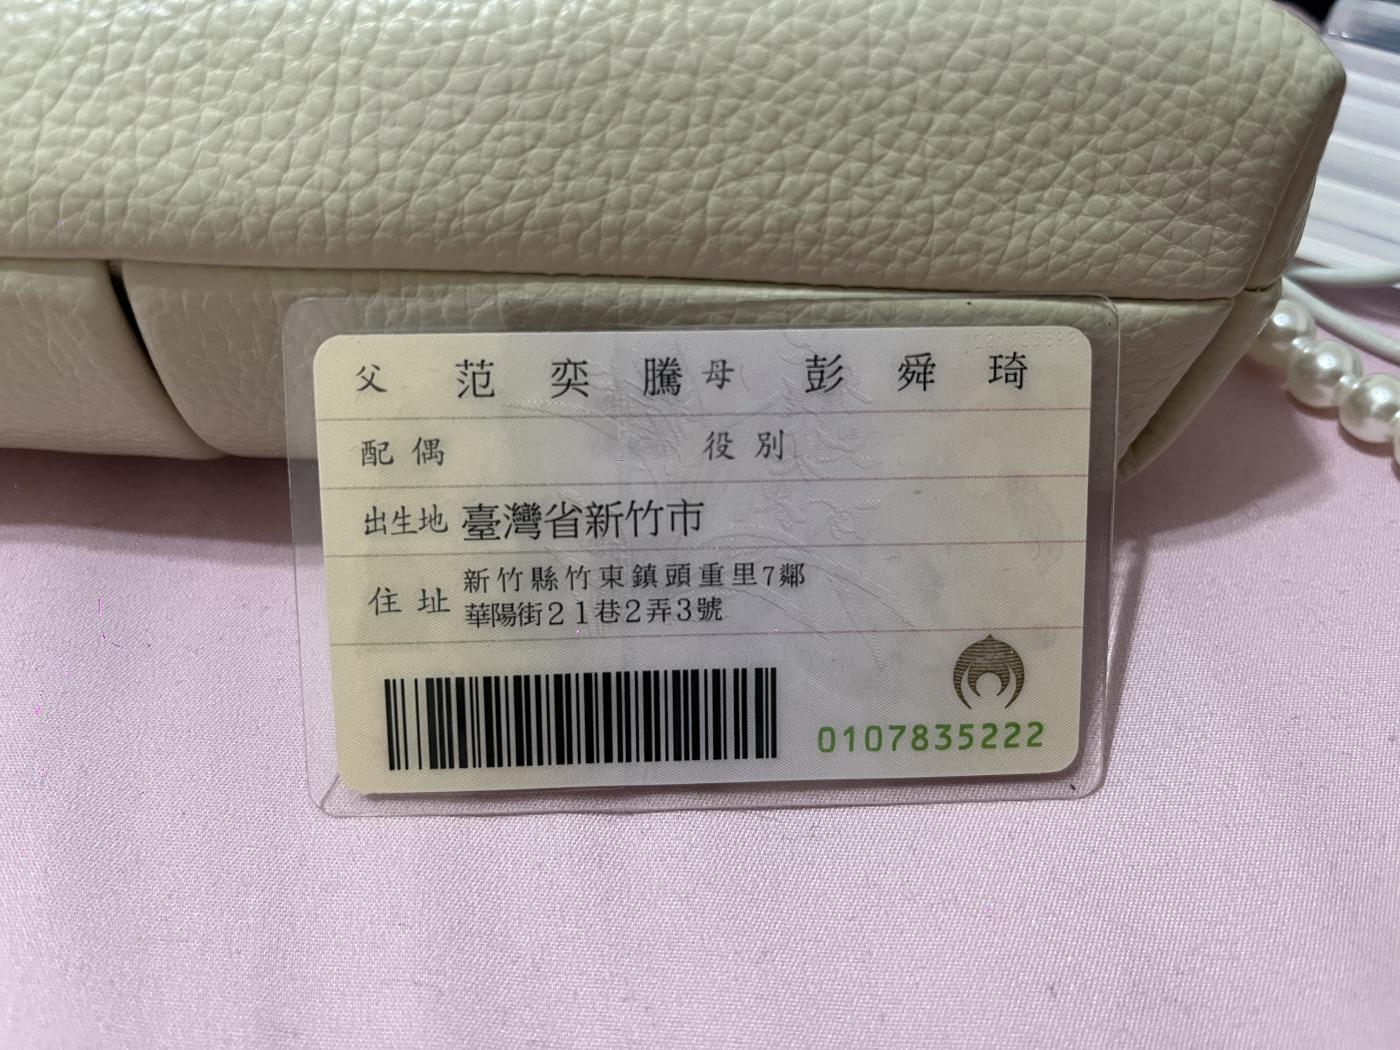 父 范奕騰 母 彭舜琦
配偶 役別
出生地 臺灣省新竹市
住址 新竹縣竹東鎮頭重里7鄰
華陽街21巷2弄3號
0107835222